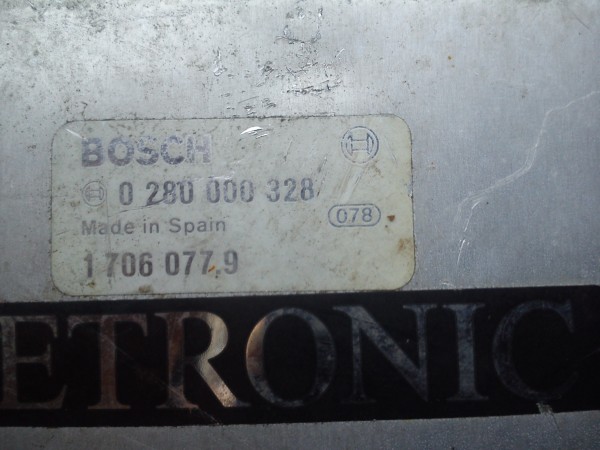 BOSCH
0 280 000 328
Made in Spain
078
1 706 077.9
ETRONIC